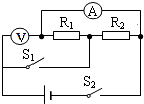 A
V R₁ R₂
S₁
S₂